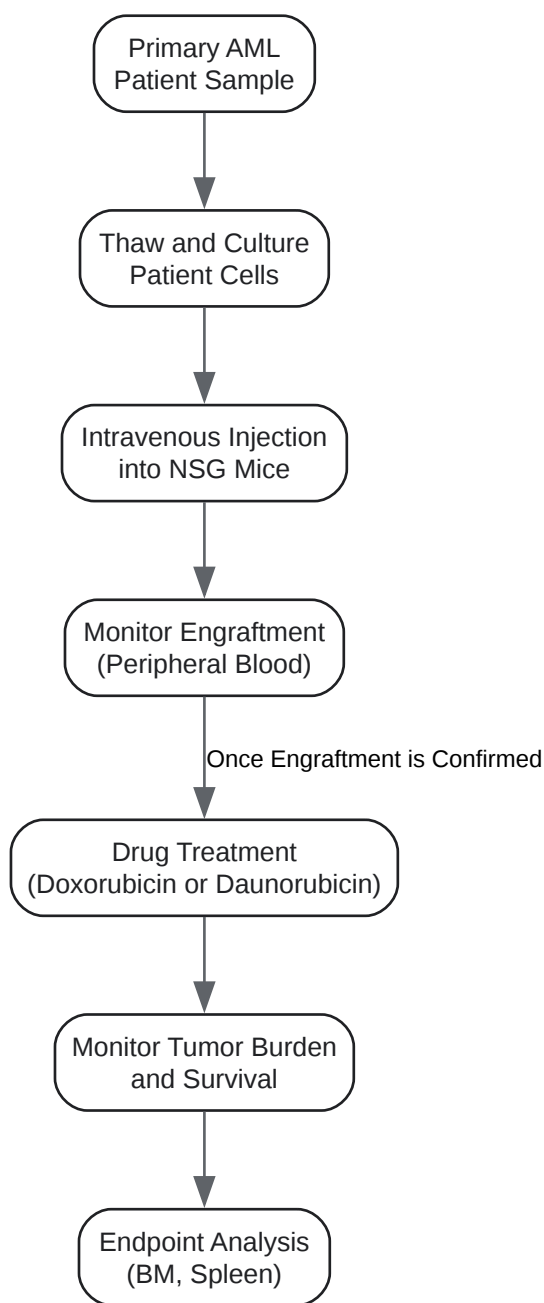 Primary AML
Patient Sample
Thaw and Culture
Patient Cells
Intravenous Injection
into NSG Mice
Monitor Engraftment
(Peripheral Blood)
Once Engraftment is Confirmed
Drug Treatment
(Doxorubicin or Daunorubicin)
Monitor Tumor Burden
and Survival
Endpoint Analysis
(BM, Spleen)